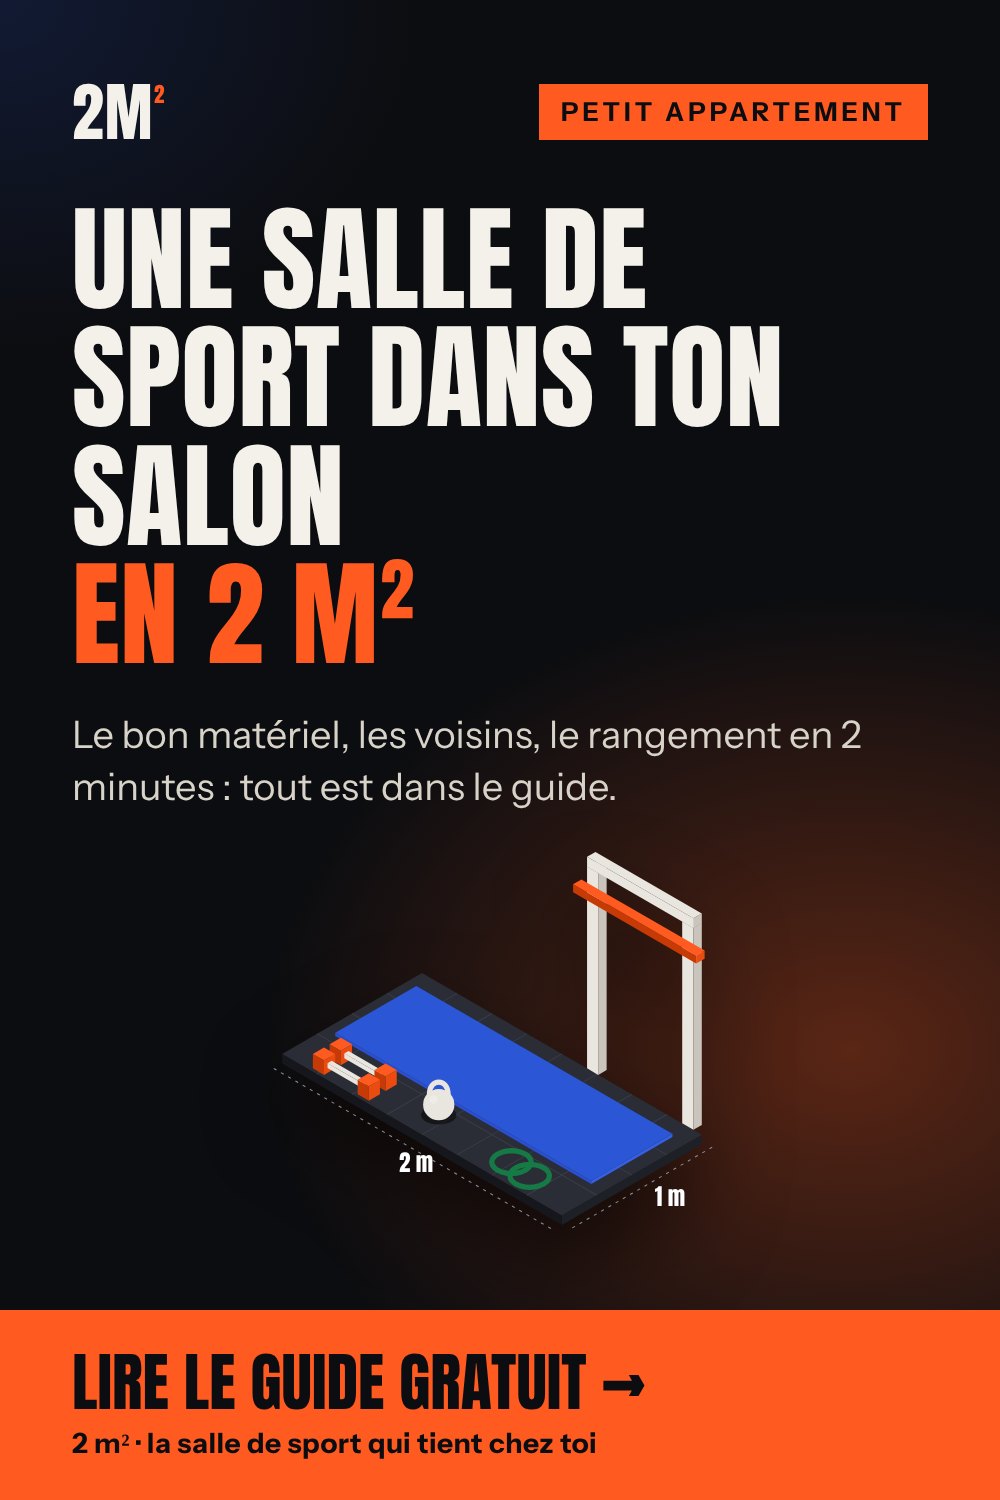 2M²
PETIT APPARTEMENT
UNE SALLE DE
SPORT DANS TON
SALON
EN 2 M²
Le bon matériel, les voisins, le rangement en 2
minutes : tout est dans le guide.
2 m
1 m
LIRE LE GUIDE GRATUIT →
2 m² · la salle de sport qui tient chez toi